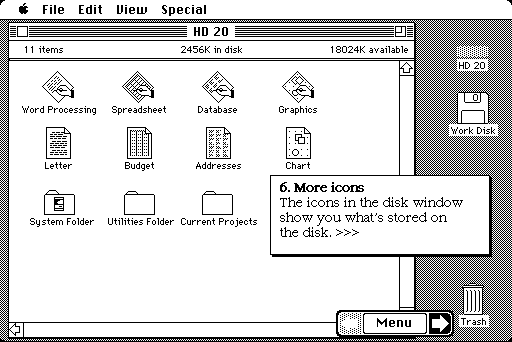 File Edit View Special
HD 20
11 items 2456K in disk 18024K available
HD 20
Word Processing Spreadsheet Database Graphics
0
Work Disk
Letter Budget Addresses Chart
6. More icons
The icons in the disk window
show you what's stored on
the disk. >>>
System Folder Utilities Folder Current Projects
Menu
Trash